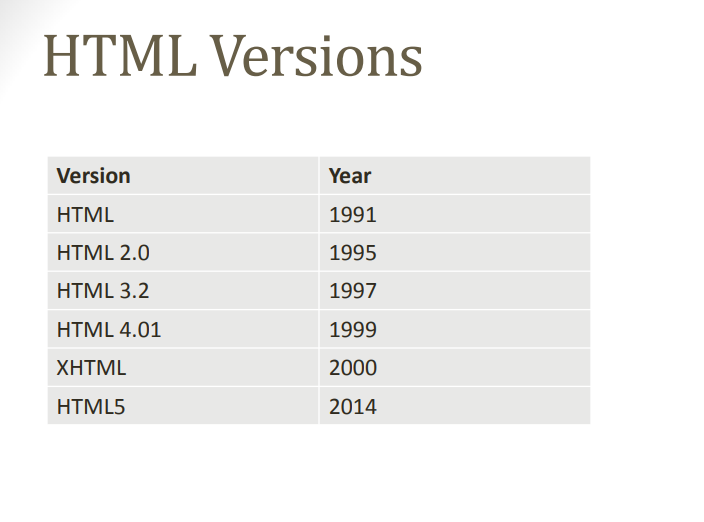 HTML Versions
Version Year
HTML 1991
HTML 2.0 1995
HTML 3.2 1997
HTML 4.01 1999
XHTML 2000
HTML5 2014